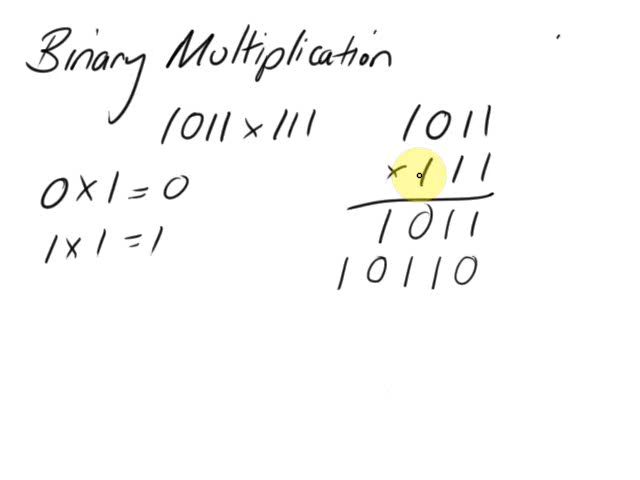 Binary Multiplication
1011 × 111
0 × 1 = 0
1 × 1 = 1
1011
× 111
1011
10110